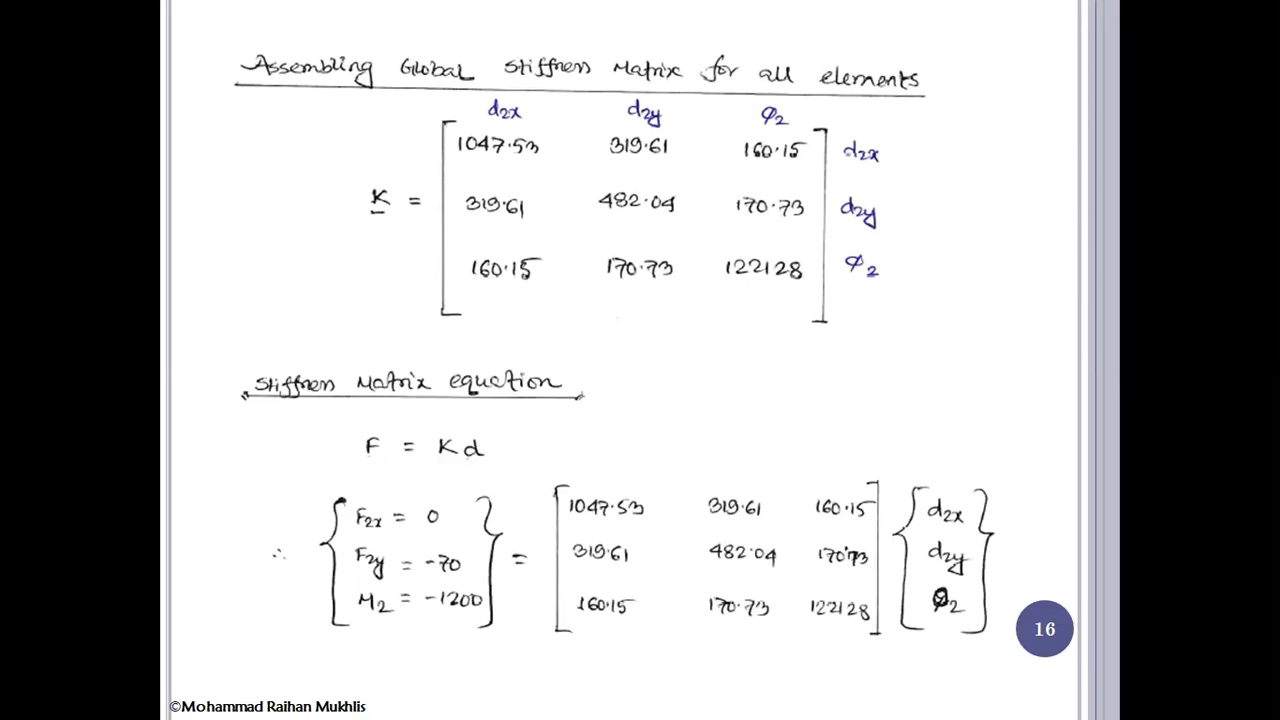 Assembling Global Stiffness Matrix for all elements
d2x d2y φ2
1047.53 319.61 160.15 d2x
K = 319.61 482.04 170.73 d2y
160.15 170.73 122128 φ2
Stiffness Matrix equation
F = Kd
F2x = 0 1047.53 319.61 160.15 d2x
∴ F2y = -70 = 319.61 482.04 170.73 d2y
M2 = -1200 160.15 170.73 122128 φ2
16
©Mohammad Raihan Mukhlis